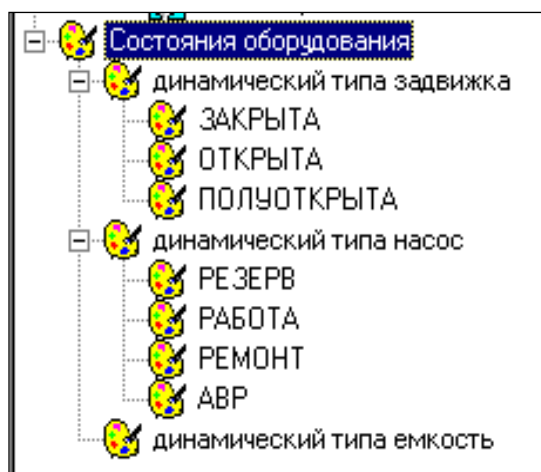 Состояния оборудования
динамический типа задвижка
ЗАКРЫТА
ОТКРЫТА
ПОЛУОТКРЫТА
динамический типа насос
РЕЗЕРВ
РАБОТА
РЕМОНТ
АВР
динамический типа емкость